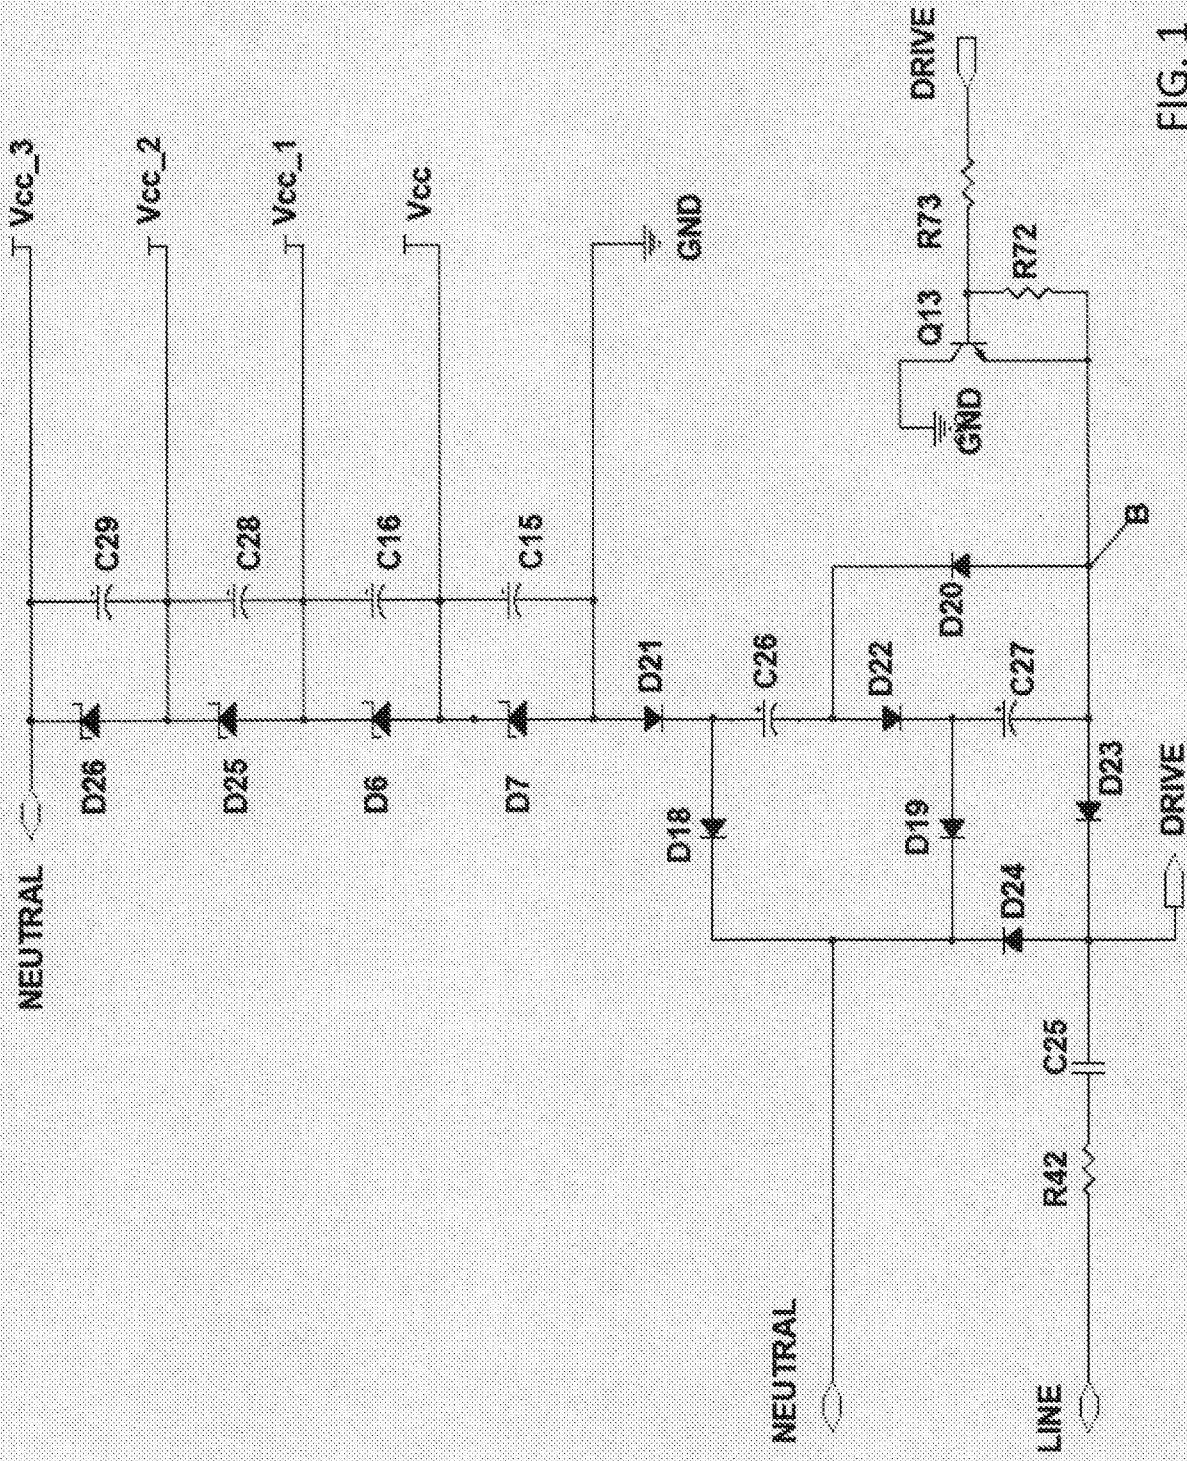 Vcc_3
Vcc_2
Vcc_1
Vcc
GND
C29
C28
C16
C15
NEUTRAL
D26
D25
D6
D7
D21
D18
C26
D22
D20
C27
D19
D24
D23
B
DRIVE
R73
R72
Q13
GND
NEUTRAL
LINE
R42
C25
DRIVE
FIG. 1